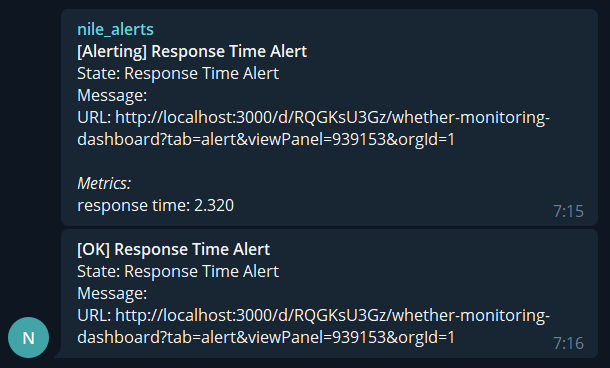 nile_alerts
[Alerting] Response Time Alert
State: Response Time Alert
Message:
URL: http://localhost:3000/d/RQGKsU3Gz/whether-monitoring-
dashboard?tab=alert&viewPanel=939153&orgId=1
Metrics:
response time: 2.320
7:15
[OK] Response Time Alert
State: Response Time Alert
Message:
URL: http://localhost:3000/d/RQGKsU3Gz/whether-monitoring-
dashboard?tab=alert&viewPanel=939153&orgId=1
N
7:16